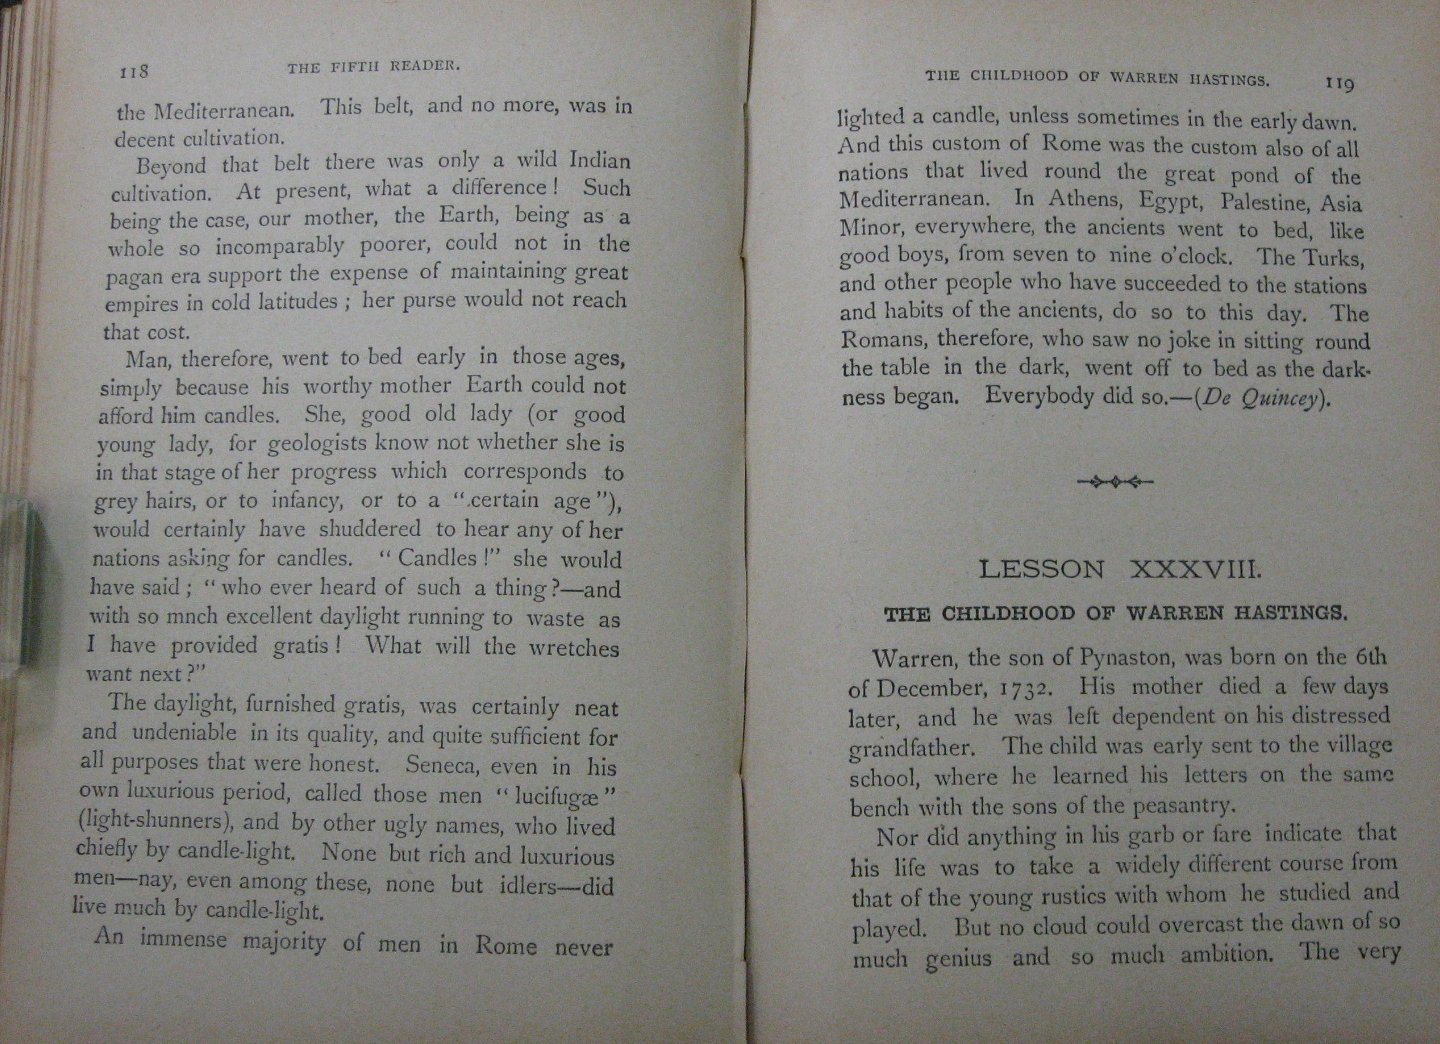 118 THE FIFTH READER.
the Mediterranean. This belt, and no more, was in
decent cultivation.
Beyond that belt there was only a wild Indian
cultivation. At present, what a difference! Such
being the case, our mother, the Earth, being as a
whole so incomparably poorer, could not in the
pagan era support the expense of maintaining great
empires in cold latitudes; her purse would not reach
that cost.
Man, therefore, went to bed early in those ages,
simply because his worthy mother Earth could not
afford him candles. She, good old lady (or good
young lady, for geologists know not whether she is
in that stage of her progress which corresponds to
grey hairs, or to infancy, or to a ".certain age"),
would certainly have shuddered to hear any of her
nations asking for candles. "Candles!" she would
have said; "who ever heard of such a thing?—and
with so mnch excellent daylight running to waste as
I have provided gratis! What will the wretches
want next?"
The daylight, furnished gratis, was certainly neat
and undeniable in its quality, and quite sufficient for
all purposes that were honest. Seneca, even in his
own luxurious period, called those men "lucifugæ"
(light-shunners), and by other ugly names, who lived
chiefly by candle-light. None but rich and luxurious
men—nay, even among these, none but idlers—did
live much by candle-light.
An immense majority of men in Rome never
THE CHILDHOOD OF WARREN HASTINGS. 119
lighted a candle, unless sometimes in the early dawn.
And this custom of Rome was the custom also of all
nations that lived round the great pond of the
Mediterranean. In Athens, Egypt, Palestine, Asia
Minor, everywhere, the ancients went to bed, like
good boys, from seven to nine o'clock. The Turks,
and other people who have succeeded to the stations
and habits of the ancients, do so to this day. The
Romans, therefore, who saw no joke in sitting round
the table in the dark, went off to bed as the dark-
ness began. Everybody did so.—(De Quincey).
LESSON XXXVIII.
THE CHILDHOOD OF WARREN HASTINGS.
Warren, the son of Pynaston, was born on the 6th
of December, 1732. His mother died a few days
later, and he was left dependent on his distressed
grandfather. The child was early sent to the village
school, where he learned his letters on the same
bench with the sons of the peasantry.
Nor did anything in his garb or fare indicate that
his life was to take a widely different course from
that of the young rustics with whom he studied and
played. But no cloud could overcast the dawn of so
much genius and so much ambition. The very